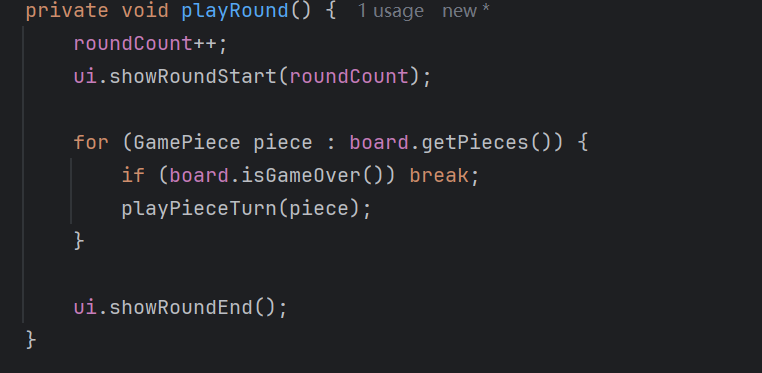 private void playRound() { 1 usage new *
roundCount++;
ui.showRoundStart(roundCount);
for (GamePiece piece : board.getPieces()) {
if (board.isGameOver()) break;
playPieceTurn(piece);
}
ui.showRoundEnd();
}